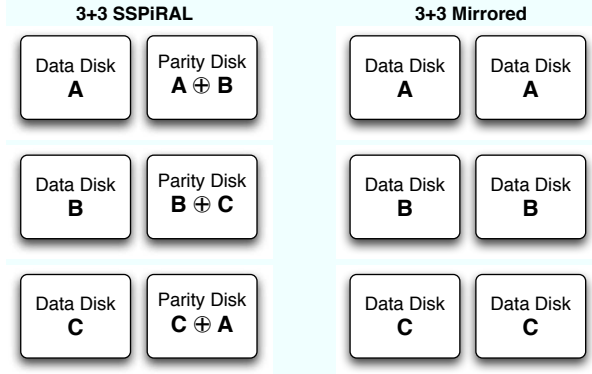 3+3 SSPiRAL
Data Disk
A
Parity Disk
A ⊕ B
Data Disk
B
Parity Disk
B ⊕ C
Data Disk
C
Parity Disk
C ⊕ A
3+3 Mirrored
Data Disk
A
Data Disk
A
Data Disk
B
Data Disk
B
Data Disk
C
Data Disk
C